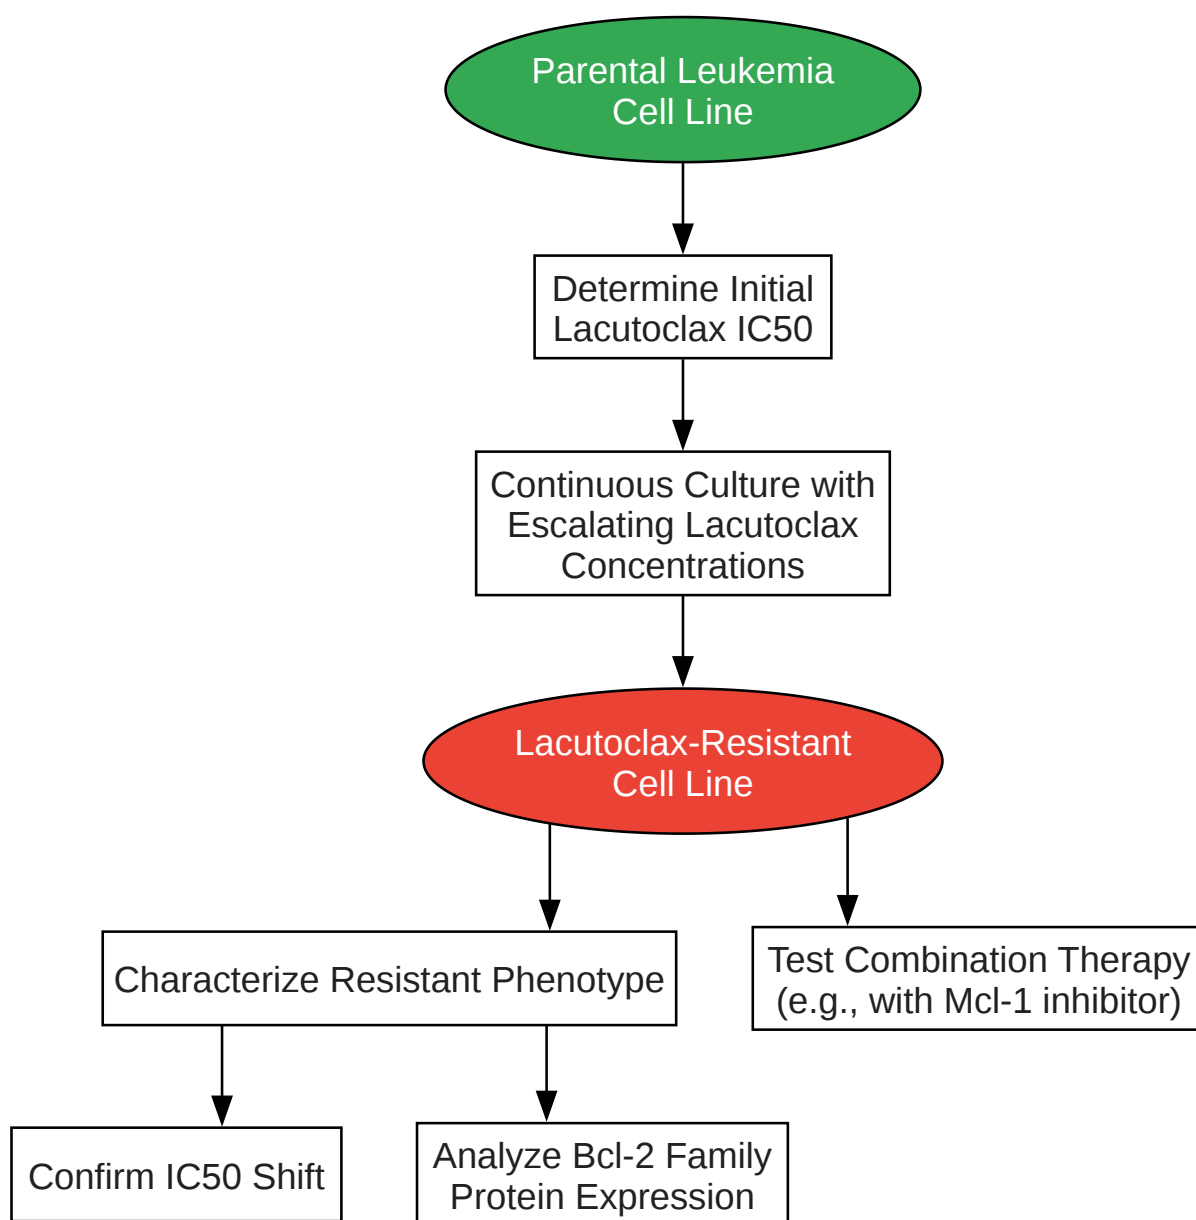 Parental Leukemia
Cell Line
Determine Initial
Lacutoclax IC50
Continuous Culture with
Escalating Lacutoclax
Concentrations
Lacutoclax-Resistant
Cell Line
Characterize Resistant Phenotype
Test Combination Therapy
(e.g., with Mcl-1 inhibitor)
Confirm IC50 Shift
Analyze Bcl-2 Family
Protein Expression